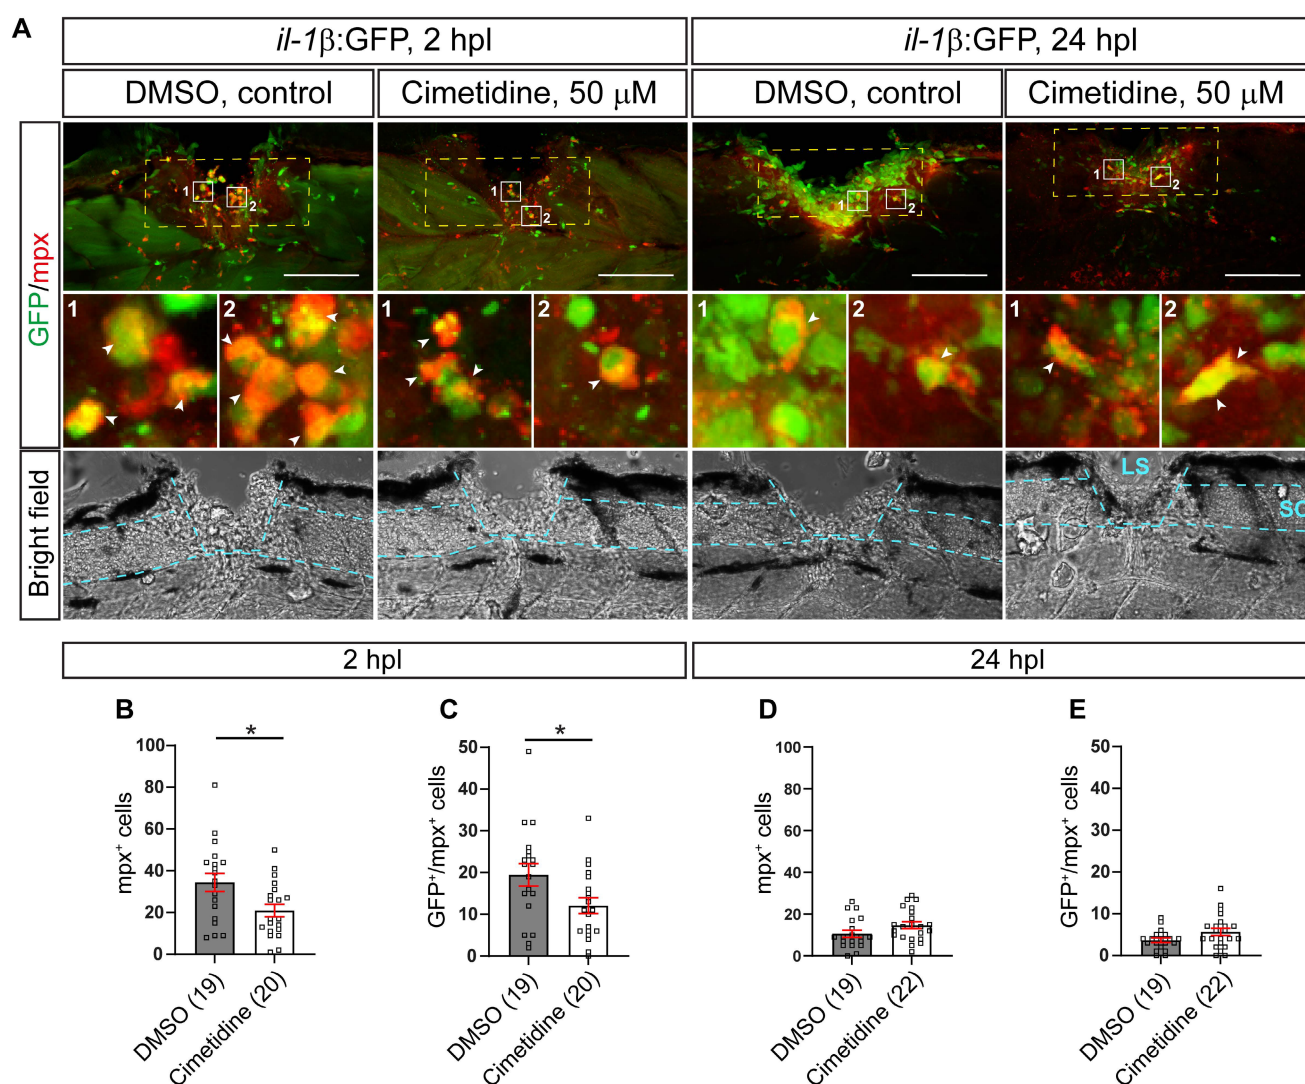 A
il-1β:GFP, 2 hpl
il-1β:GFP, 24 hpl
DMSO, control
Cimetidine, 50 μM
DMSO, control
Cimetidine, 50 μM
GFP/mpx
1
2
1
2
1
2
1
2
1
2
1
2
1
2
1
2
Bright field
LS
SC
2 hpl
24 hpl
B
*
mpx+ cells
100
80
60
40
20
0
DMSO (19)
Cimetidine (20)
C
*
GFP+/mpx+ cells
50
40
30
20
10
0
DMSO (19)
Cimetidine (20)
D
mpx+ cells
100
80
60
40
20
0
DMSO (19)
Cimetidine (22)
E
GFP+/mpx+ cells
50
40
30
20
10
0
DMSO (19)
Cimetidine (22)